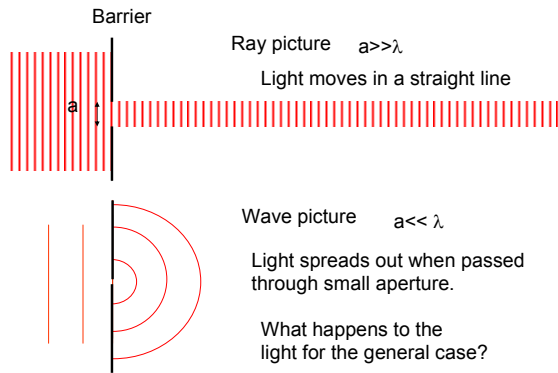 Barrier
Ray picture a>>λ
Light moves in a straight line
a
Wave picture a<< λ
Light spreads out when passed
through small aperture.
What happens to the
light for the general case?